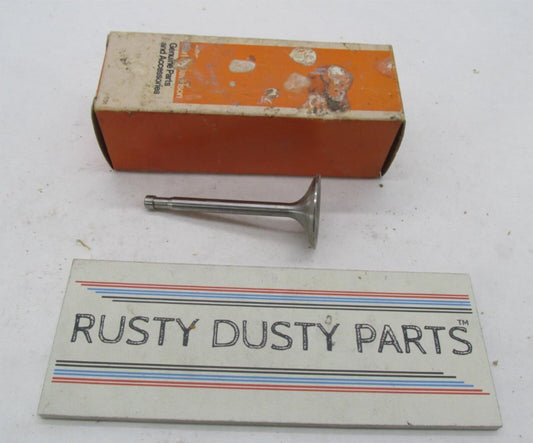 Genuine Parts
and Accessories
RUSTY DUSTY PARTS™